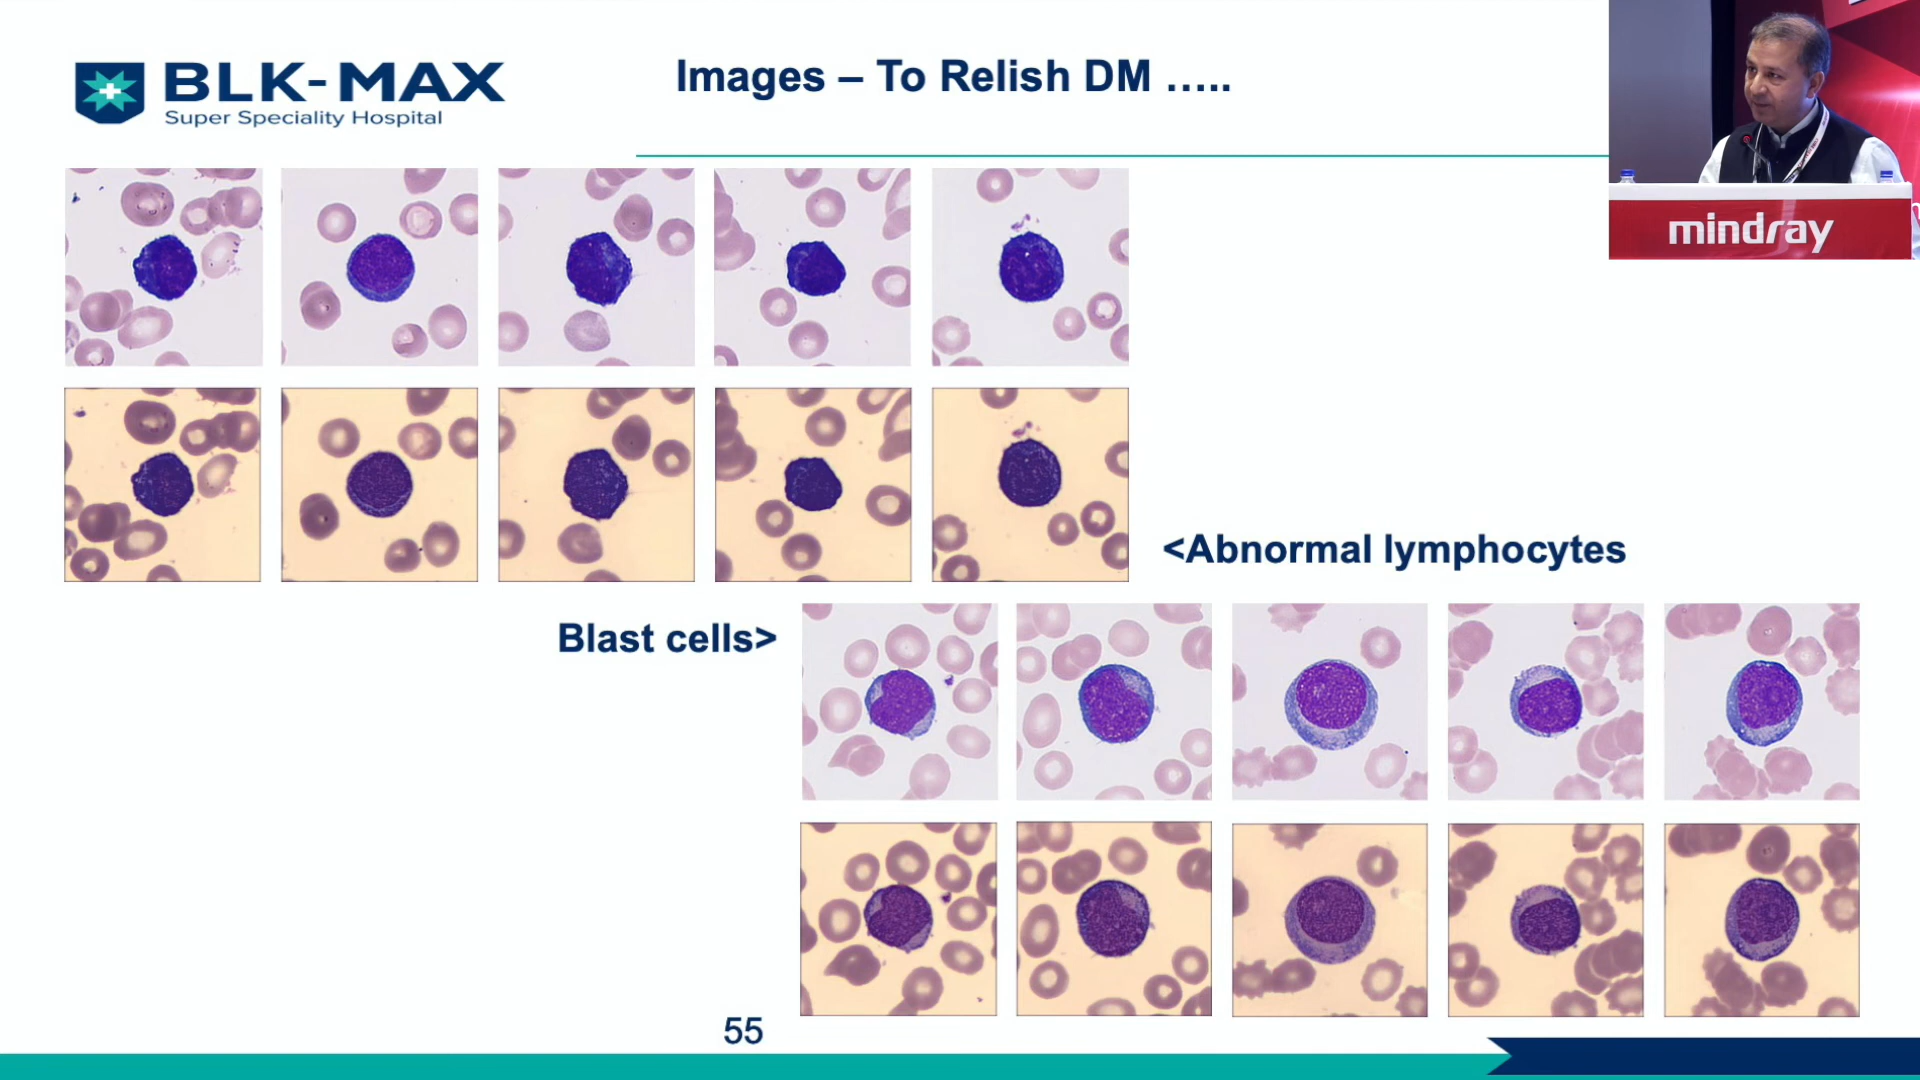 BLK-MAX
Super Speciality Hospital
Images – To Relish DM .....
mindray
<Abnormal lymphocytes
Blast cells>
55